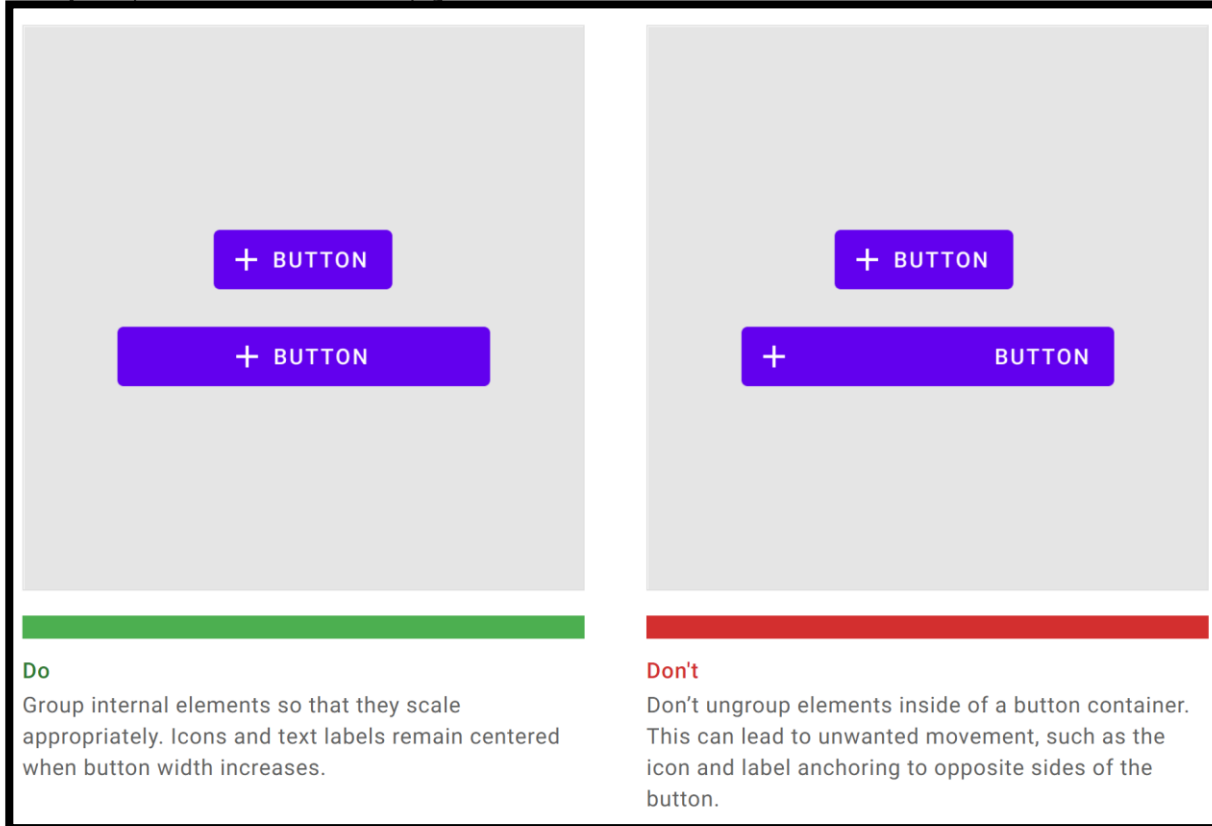 + BUTTON
+ BUTTON
Do
Group internal elements so that they scale
appropriately. Icons and text labels remain centered
when button width increases.
+ BUTTON
+ BUTTON
Don't
Don’t ungroup elements inside of a button container.
This can lead to unwanted movement, such as the
icon and label anchoring to opposite sides of the
button.